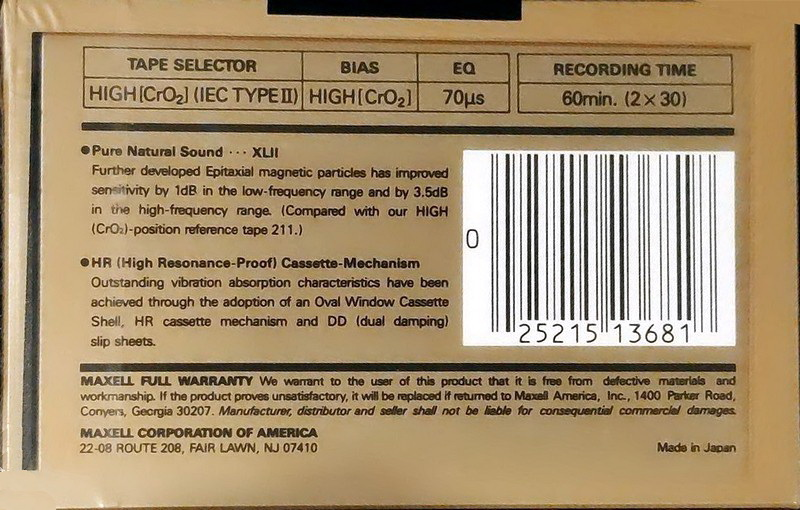 TAPE SELECTOR BIAS EQ RECORDING TIME
HIGH[CrO₂] (IEC TYPE II) HIGH[CrO₂] 70μs 60min. (2 × 30)
●Pure Natural Sound ··· XLII
Further developed Epitaxial magnetic particles has improved
sensitivity by 1dB in the low-frequency range and by 3.5dB
in the high-frequency range. (Compared with our HIGH
(CrO₂)-position reference tape 211.)
●HR (High Resonance-Proof) Cassette-Mechanism
Outstanding vibration absorption characteristics have been
achieved through the adoption of an Oval Window Cassette
Shell, HR cassette mechanism and DD (dual damping)
slip sheets.
0
25215 13681
MAXELL FULL WARRANTY We warrant to the user of this product that it is free from defective materials and
workmanship. If the product proves unsatisfactory, it will be replaced if returned to Maxell America, Inc., 1400 Parker Road,
Conyers, Georgia 30207. Manufacturer, distributor and seller shall not be liable for consequential commercial damages.
MAXELL CORPORATION OF AMERICA
22-08 ROUTE 208, FAIR LAWN, NJ 07410 Made in Japan